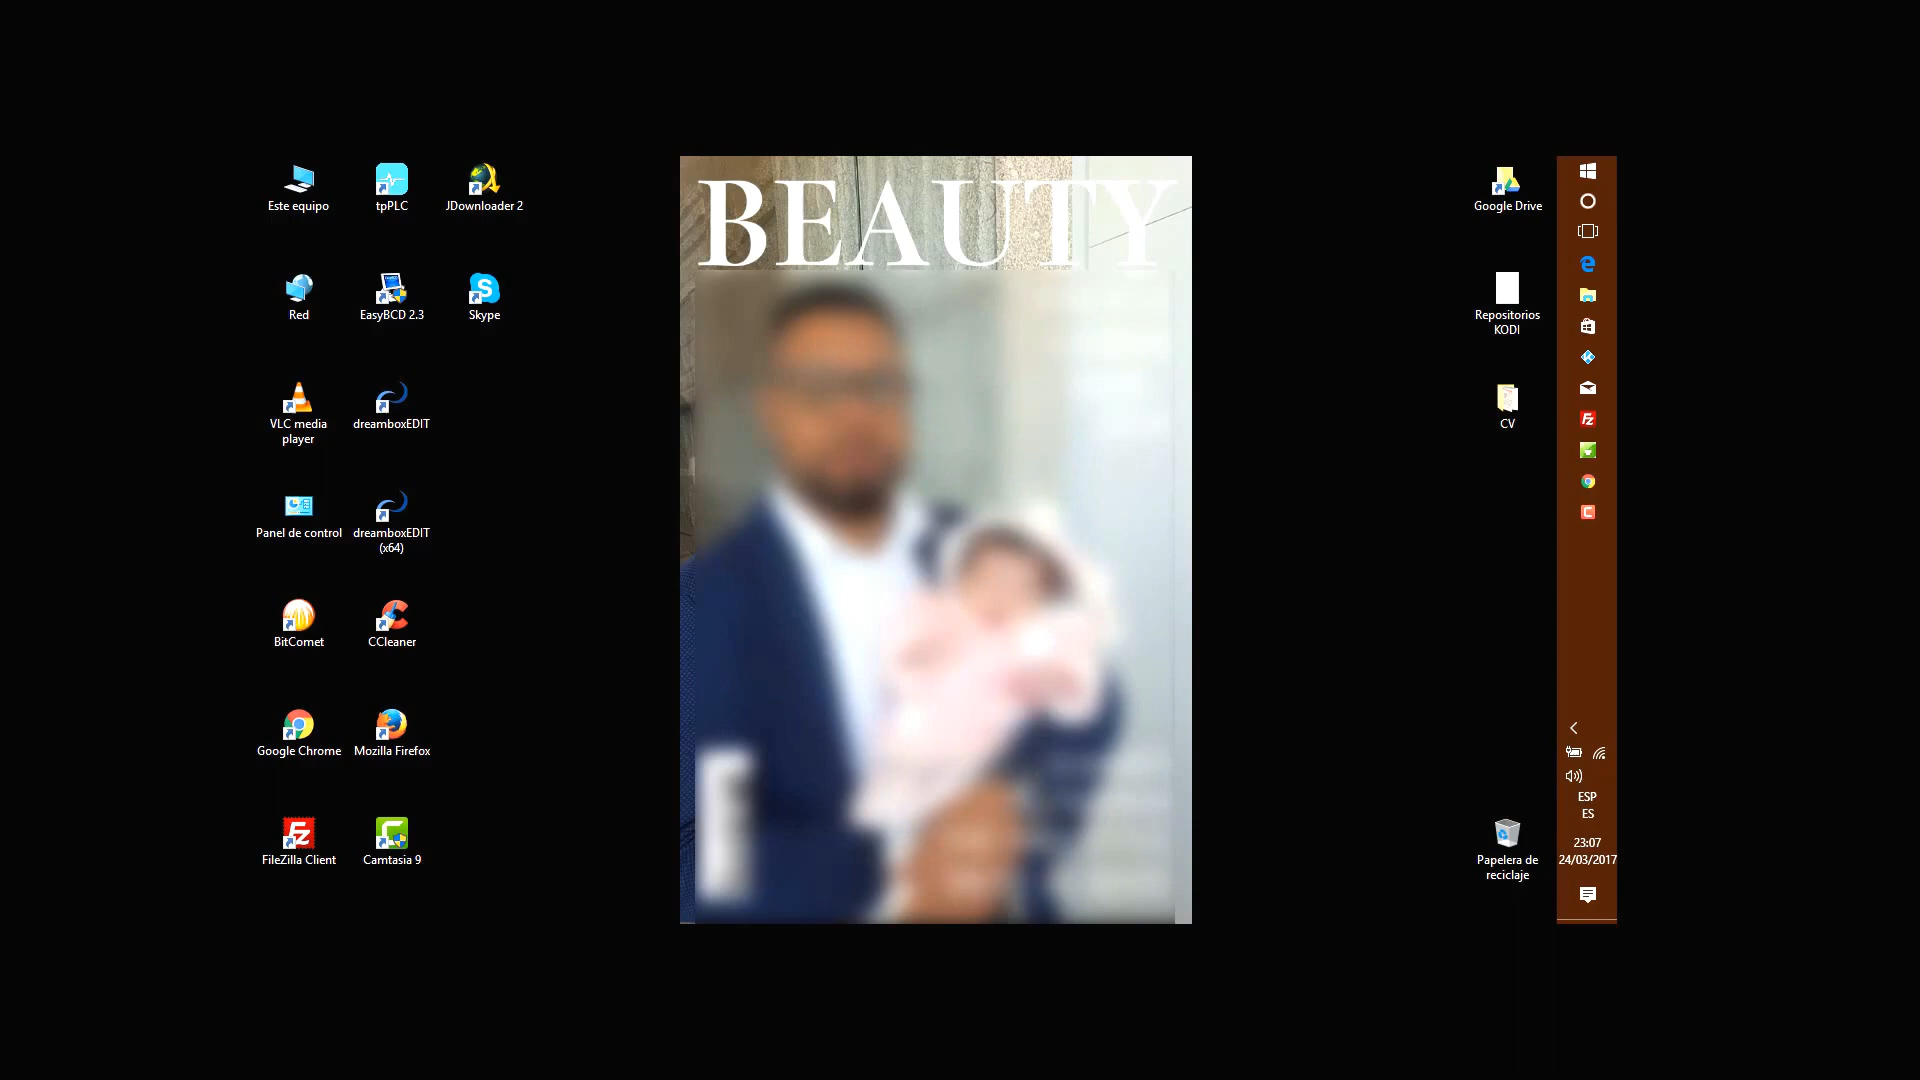 Este equipo
tpPLC
JDownloader 2
Red
EasyBCD 2.3
Skype
VLC media
player
dreamboxEDIT
Panel de control
dreamboxEDIT
(x64)
BitComet
CCleaner
Google Chrome
Mozilla Firefox
FileZilla Client
Camtasia 9
BEAUTY
Google Drive
Repositorios
KODI
CV
Papelera de
reciclaje
ESP
ES
23:07
24/03/2017